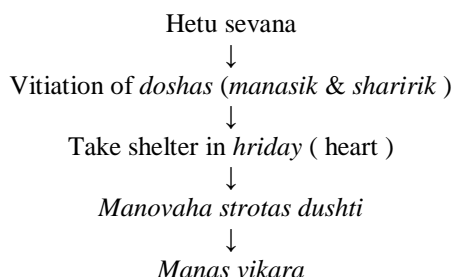 Hetu sevana
↓
Vitiation of doshas (manasik & sharirik )
↓
Take shelter in hriday ( heart )
↓
Manovaha strotas dushti
↓
Manas vikara